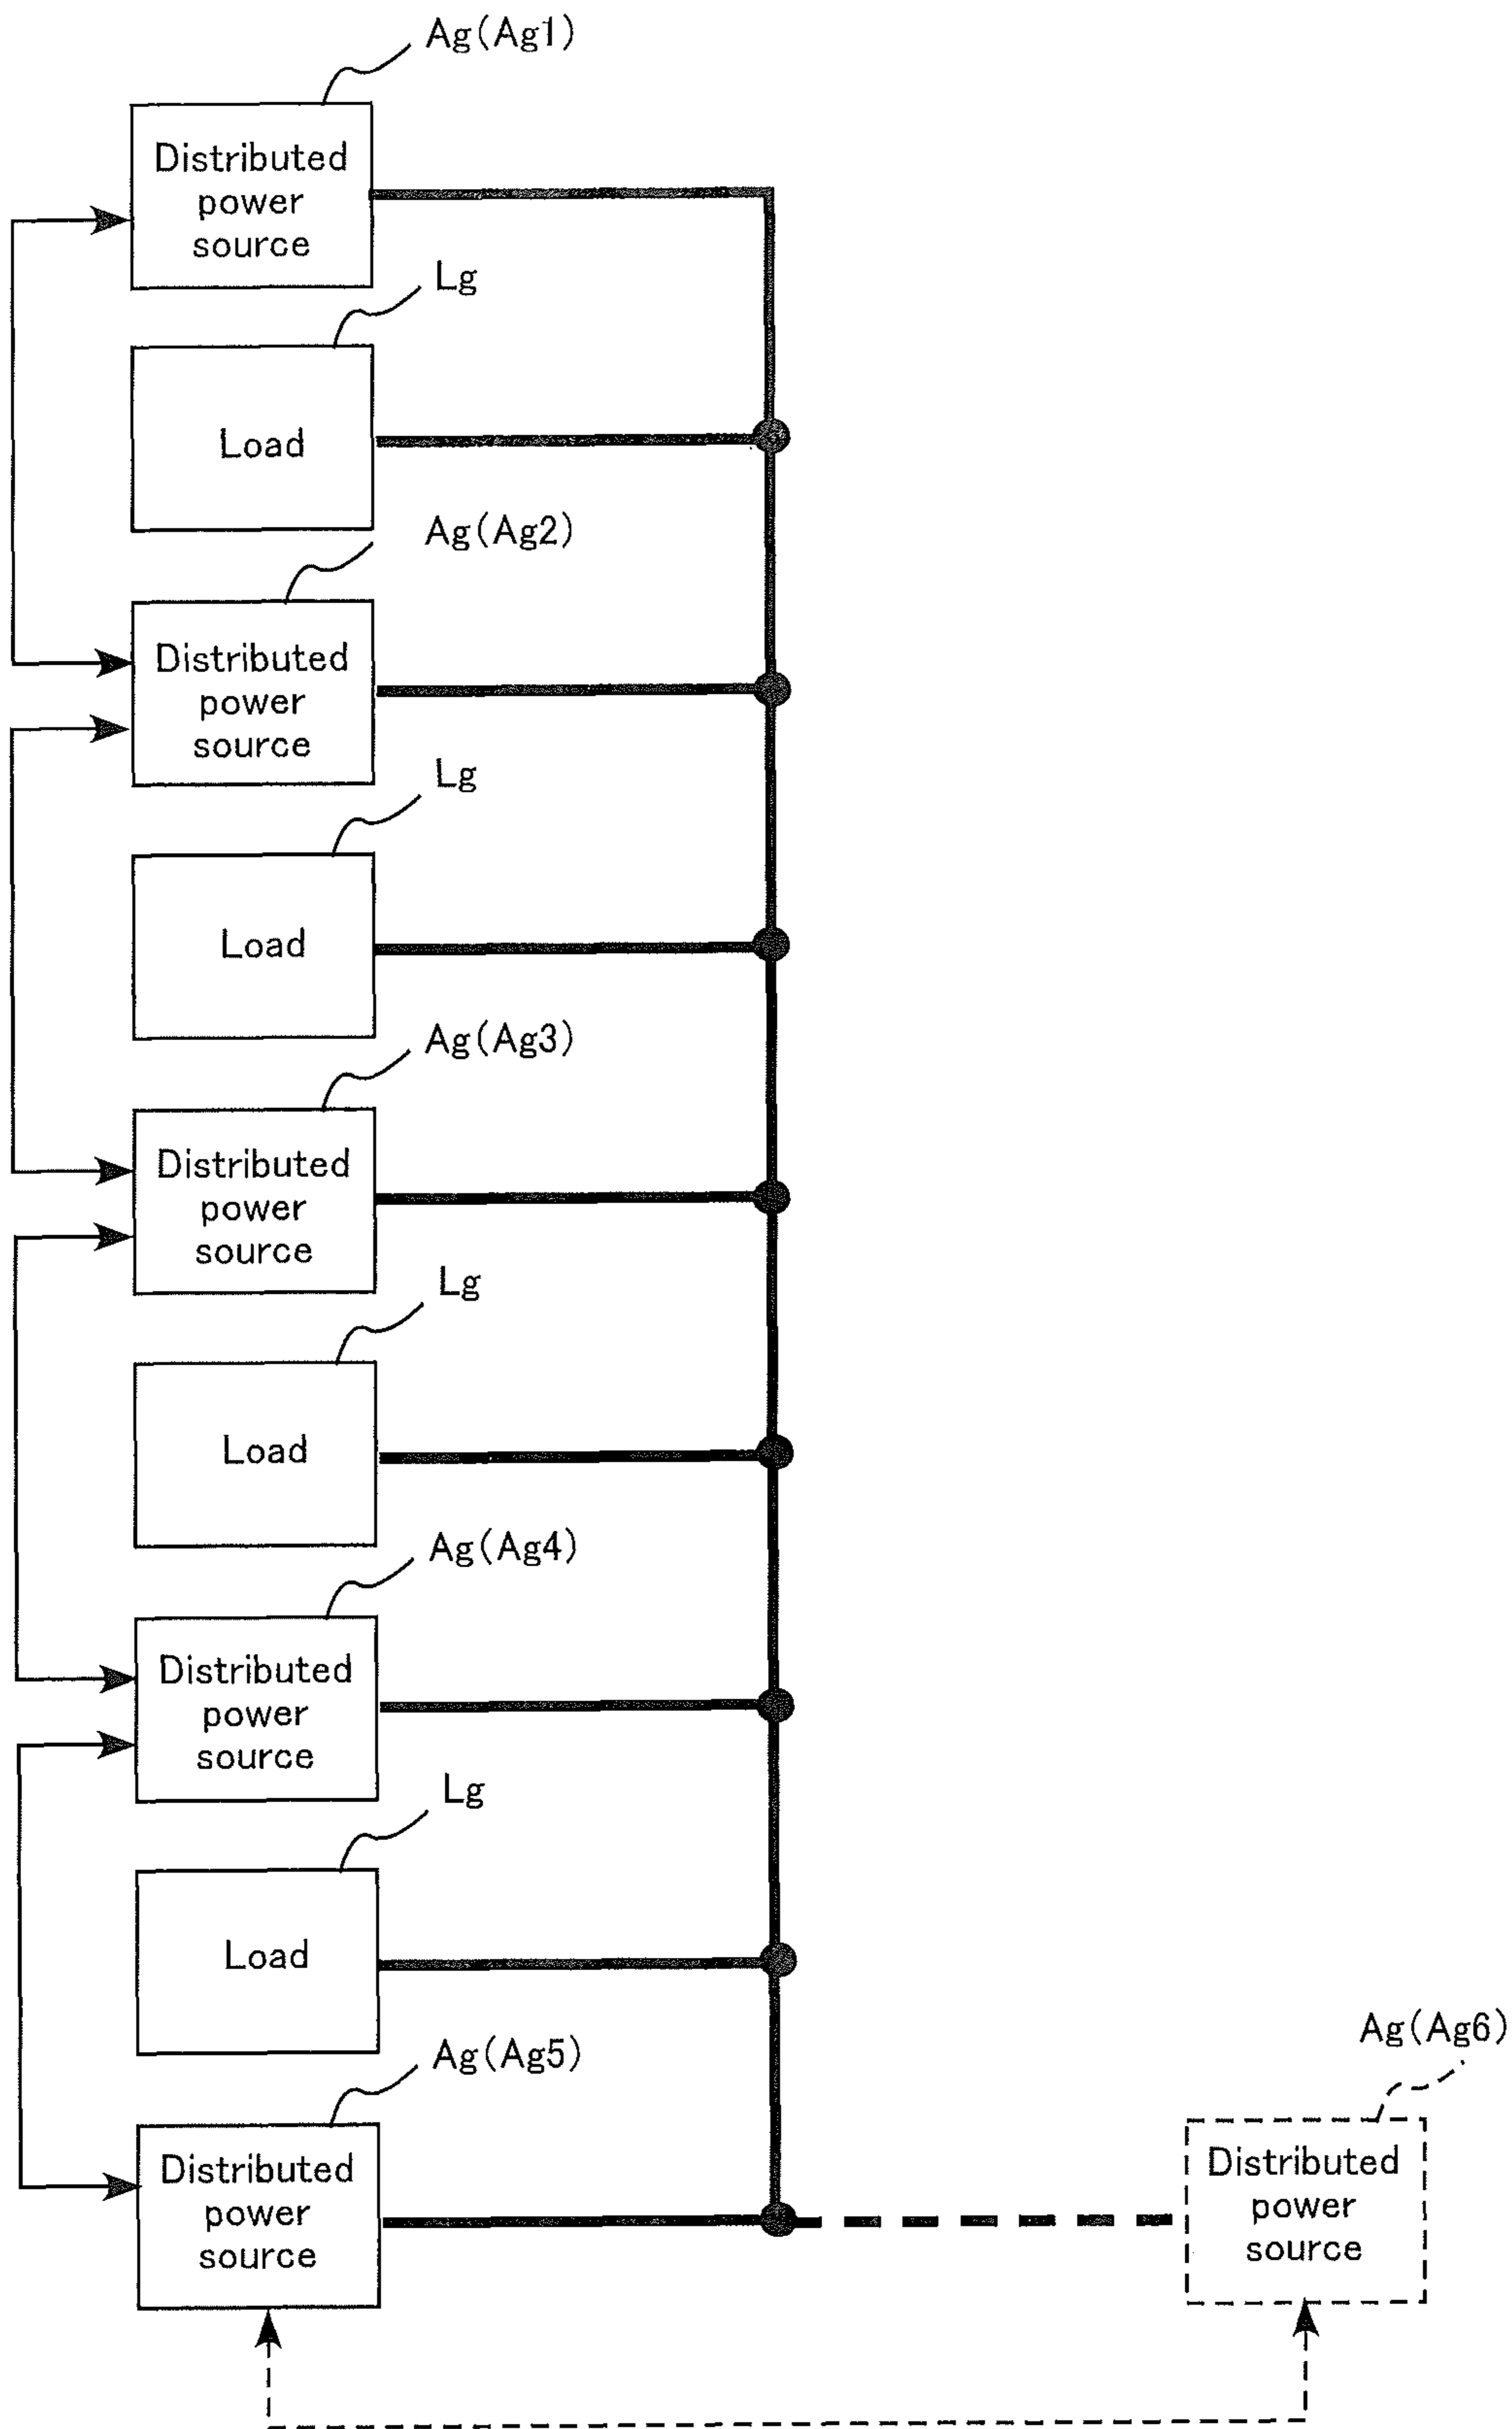 Ag(Ag1)
Distributed
power
source
Lg
Load
Ag(Ag2)
Distributed
power
source
Lg
Load
Ag(Ag3)
Distributed
power
source
Lg
Load
Ag(Ag4)
Distributed
power
source
Lg
Load
Ag(Ag5)
Distributed
power
source
Ag(Ag6)
Distributed
power
source